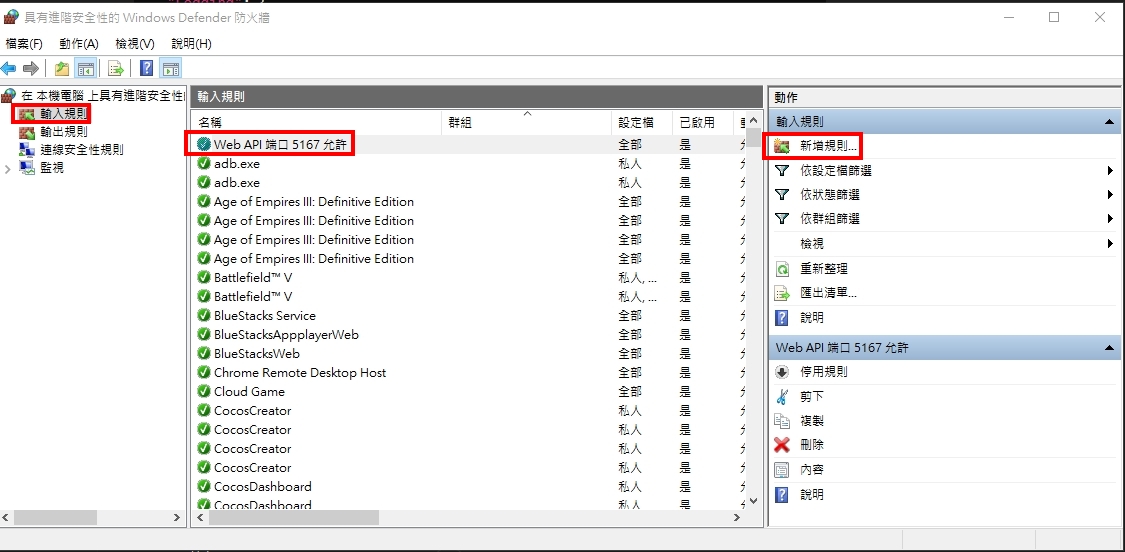 具有進階安全性的 Windows Defender 防火牆
檔案(F) 動作(A) 檢視(V) 說明(H)
在 本機電腦 上具有進階安全性
輸入規則
輸出規則
連線安全性規則
監視
輸入規則
名稱 群組 設定檔 已啟用
Web API 端口 5167 允許 全部 是
adb.exe 私人 是
adb.exe 私人 是
Age of Empires III: Definitive Edition 全部 是
Age of Empires III: Definitive Edition 全部 是
Age of Empires III: Definitive Edition 全部 是
Age of Empires III: Definitive Edition 全部 是
Battlefield™ V 私人, ... 是
Battlefield™ V 私人, ... 是
BlueStacks Service 全部 是
BlueStacksAppplayerWeb 全部 是
BlueStacksWeb 全部 是
Chrome Remote Desktop Host 全部 是
Cloud Game 全部 是
CocosCreator 私人 是
CocosCreator 私人 是
CocosCreator 私人 是
CocosCreator 私人 是
CocosDashboard 全部 是
CocosDashboard 全部 是
動作
輸入規則
新增規則...
依設定檔篩選
依狀態篩選
依群組篩選
檢視
重新整理
匯出清單...
說明
Web API 端口 5167 允許
停用規則
剪下
複製
刪除
內容
說明